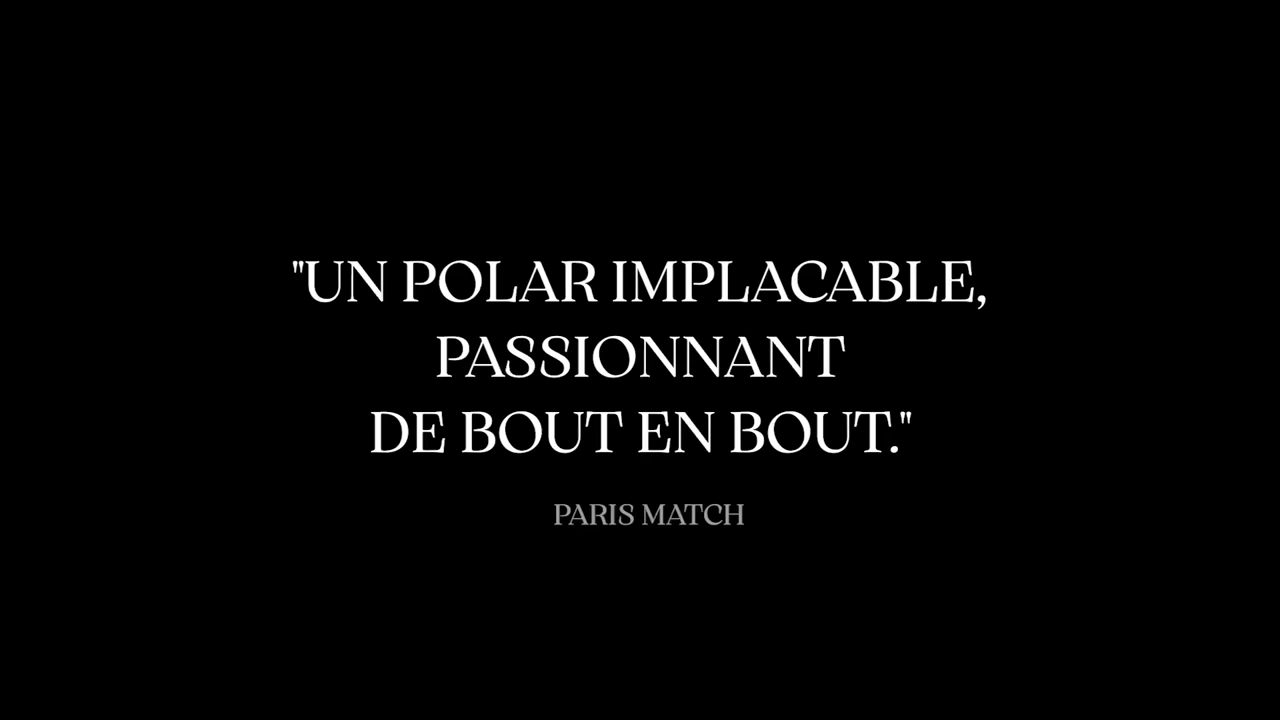 "UN POLAR IMPLACABLE,
PASSIONNANT
DE BOUT EN BOUT."
PARIS MATCH